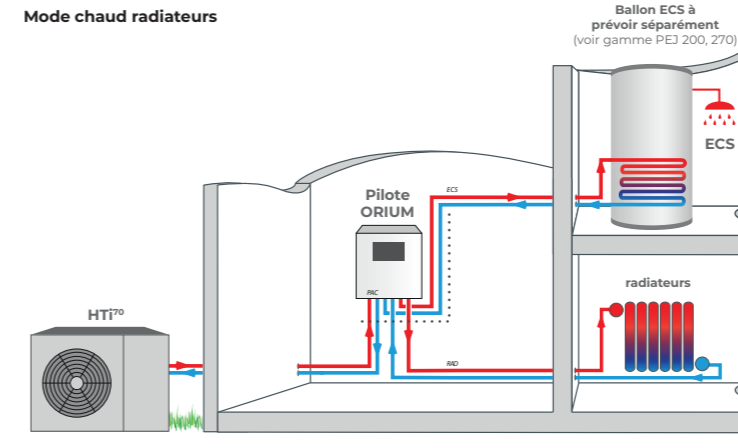 Mode chaud radiateurs
Ballon ECS à
prévoir séparément
(voir gamme PEJ 200, 270)
ECS
Pilote
ORIUM
ECS
PAC
radiateurs
HTi⁷⁰
RAD